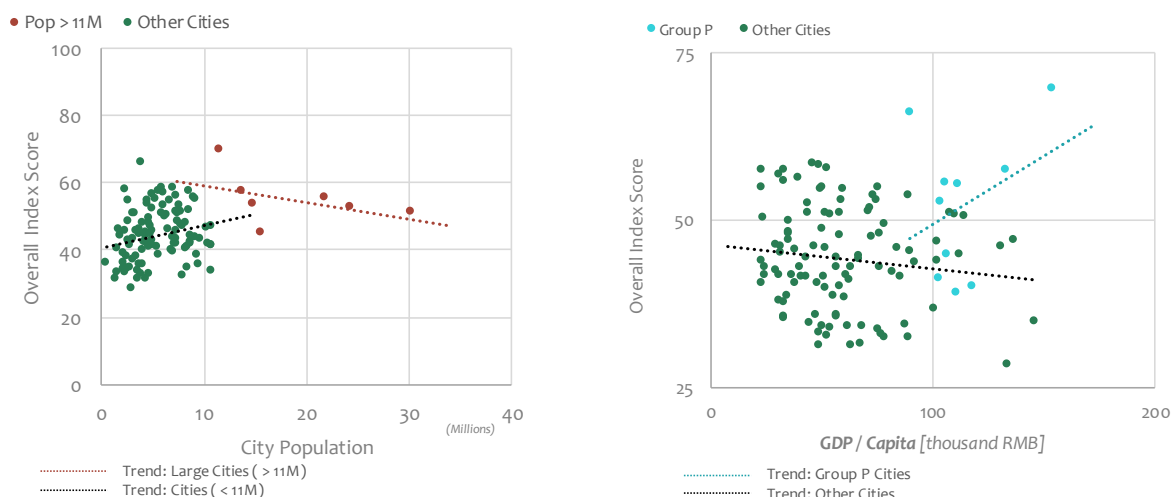 Pop > 11M Other Cities
100
80
60
40
20
0
Overall Index Score
0 10 20 30 40
(Millions)
City Population
Trend: Large Cities ( > 11M)
Trend: Cities ( < 11M)
Group P Other Cities
75
50
25
Overall Index Score
0 100 200
GDP / Capita [thousand RMB]
Trend: Group P Cities
Trend: Other Cities